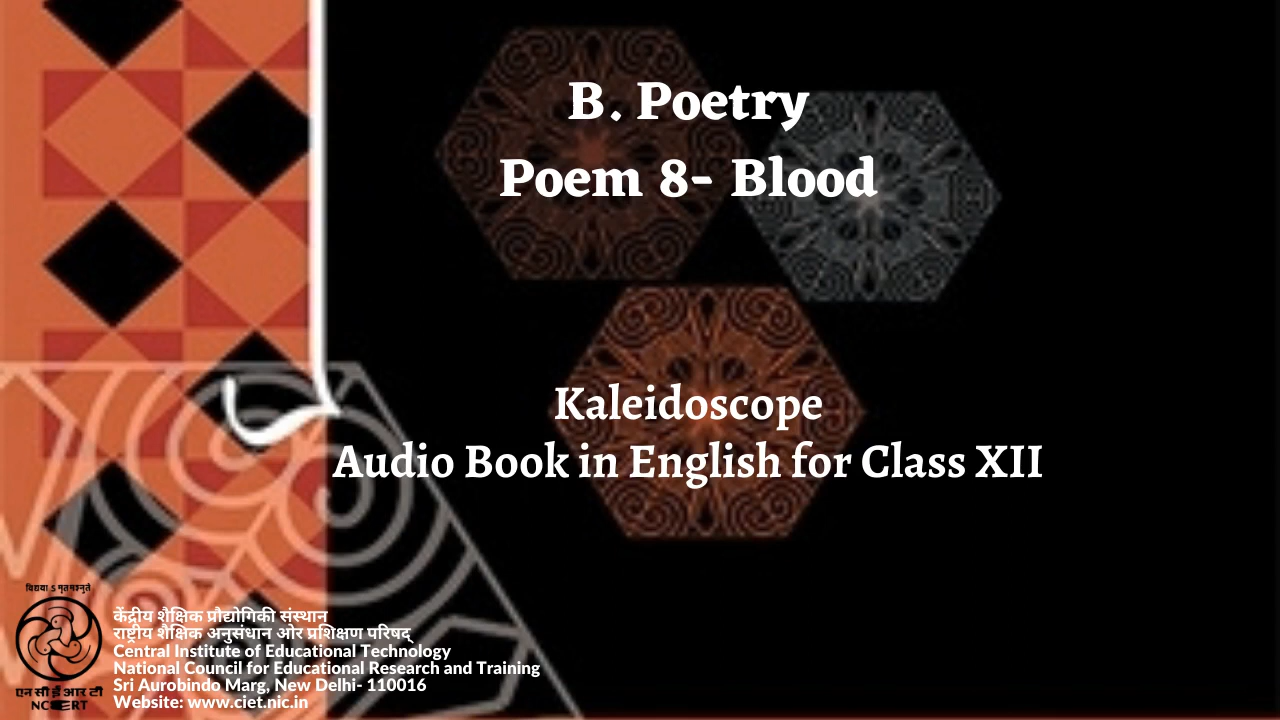 B. Poetry
Poem 8- Blood
Kaleidoscope
Audio Book in English for Class XII
विद्यया ऽ मृतमश्नुते
एन सी ई आर टी
NCERT
केंद्रीय शैक्षिक प्रौद्योगिकी संस्थान
राष्ट्रीय शैक्षिक अनुसंधान ओर प्रशिक्षण परिषद्
Central Institute of Educational Technology
National Council for Educational Research and Training
Sri Aurobindo Marg, New Delhi- 110016
Website: www.ciet.nic.in